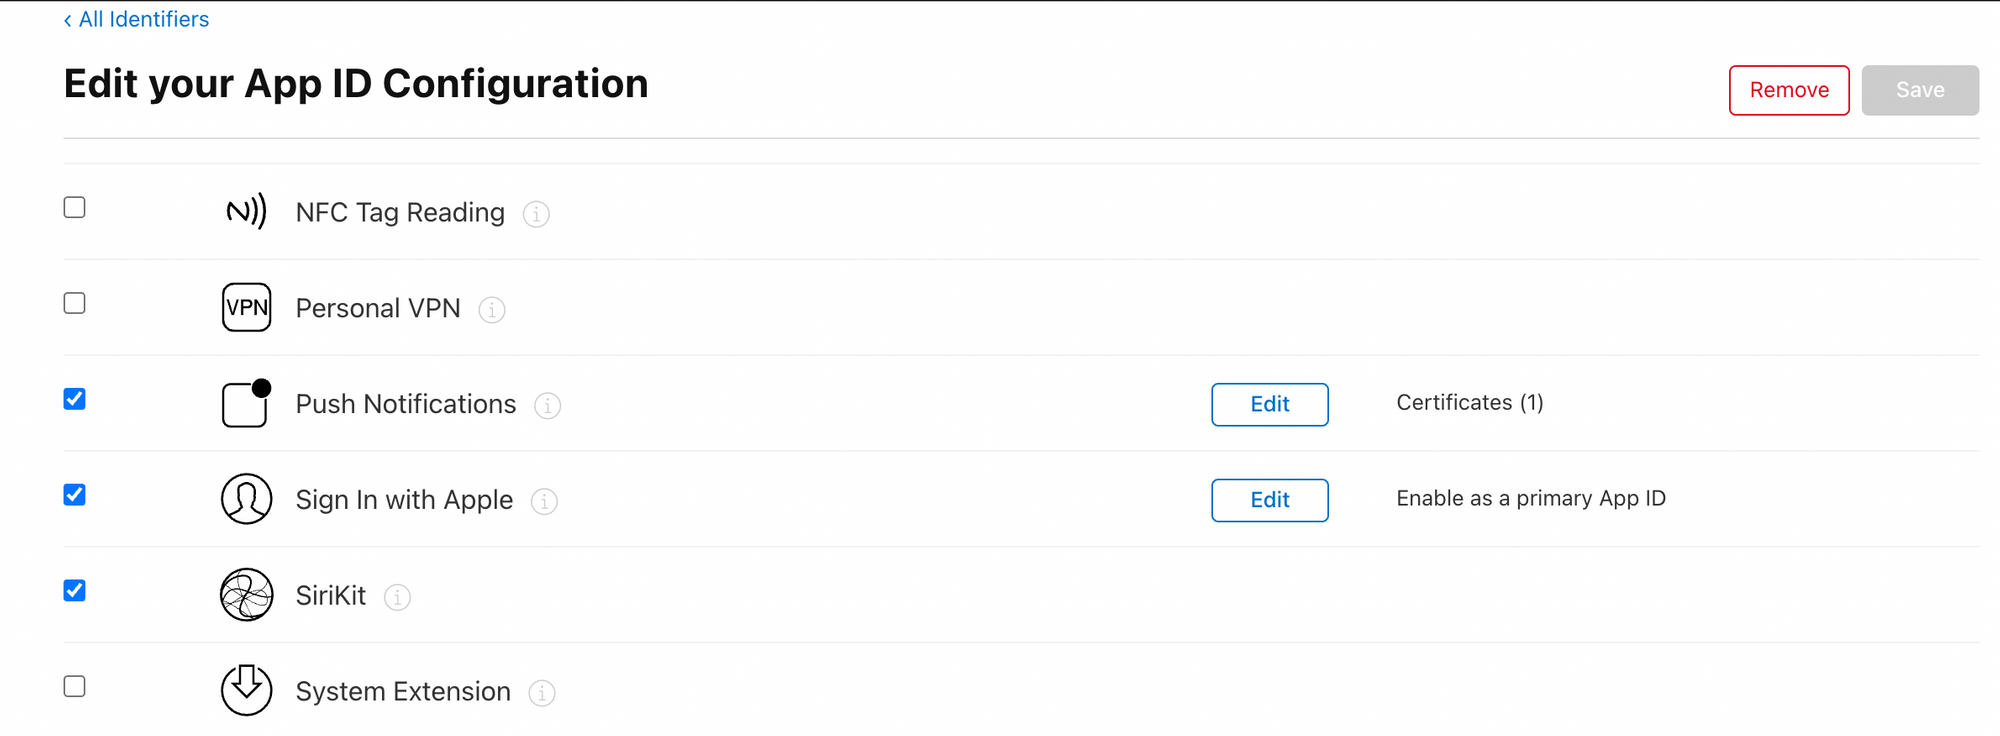 ‹ All Identifiers
Edit your App ID Configuration
Remove
Save
NFC Tag Reading
VPN
Personal VPN
Push Notifications
Edit
Certificates (1)
Sign In with Apple
Edit
Enable as a primary App ID
SiriKit
System Extension